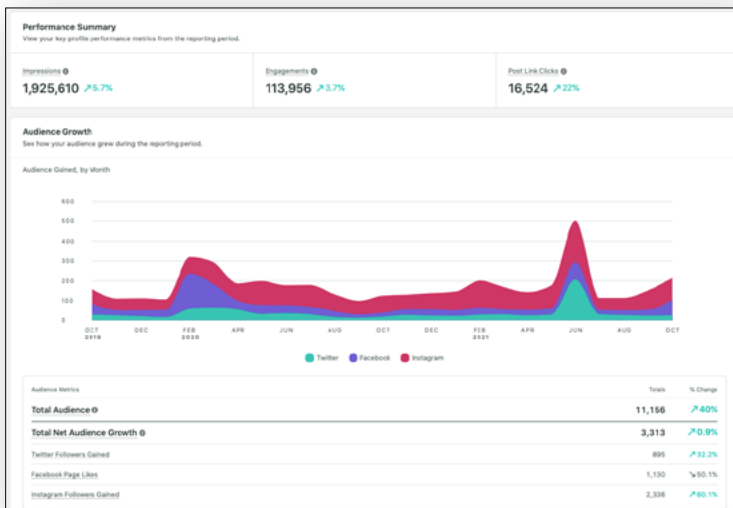 Performance Summary
View your key profile performance metrics from the reporting period.
Impressions Engagements Post Link Clicks
1,925,610 ↗5.7% 113,956 ↗3.7% 16,524 ↗22%
Audience Growth
See how your audience grew during the reporting period.
Audience Gained, by Month
600
500
400
300
200
100
0
OCT DEC FEB APR JUN AUG OCT DEC FEB APR JUN AUG OCT
2019 2020 2021
Twitter Facebook Instagram
Audience Metrics Totals % Change
Total Audience 11,156 ↗40%
Total Net Audience Growth 3,313 ↗0.9%
Twitter Followers Gained 895 ↗32.2%
Facebook Page Likes 1,130 ↘50.1%
Instagram Followers Gained 2,336 ↗80.1%